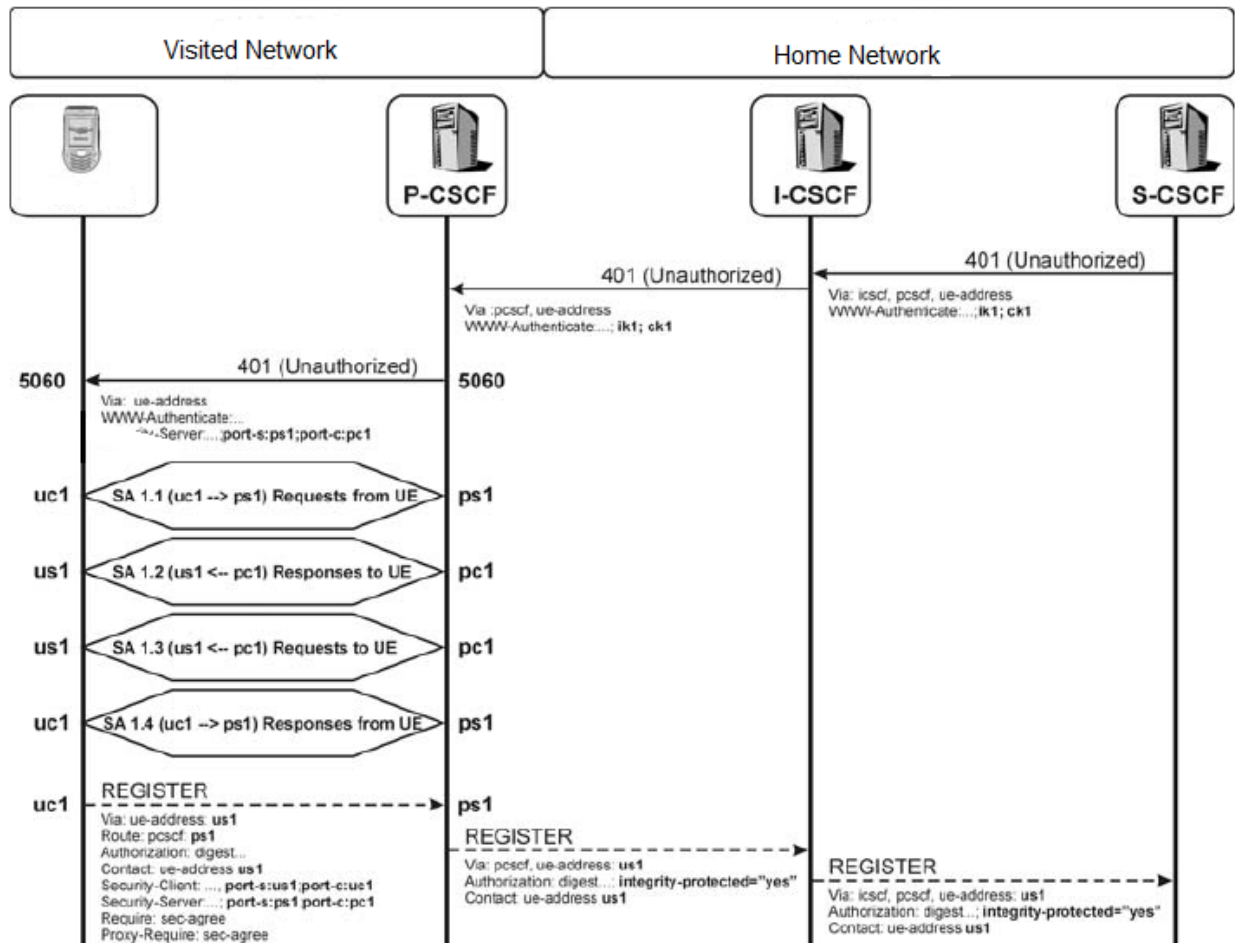 Visited Network
Home Network
P-CSCF
I-CSCF
S-CSCF
401 (Unauthorized)
Via: icscf, pcscf, ue-address
WWW-Authenticate:...; ik1; ck1
401 (Unauthorized)
Via :pcscf, ue-address
WWW-Authenticate:...; ik1; ck1
401 (Unauthorized)
5060
5060
Via: ue-address
WWW-Authenticate:...
-Server:...;port-s:ps1;port-c:pc1
uc1
SA 1.1 (uc1 --> ps1) Requests from UE
ps1
us1
SA 1.2 (us1 <-- pc1) Responses to UE
pc1
us1
SA 1.3 (us1 <-- pc1) Requests to UE
pc1
uc1
SA 1.4 (uc1 --> ps1) Responses from UE
ps1
uc1
REGISTER
ps1
Via: ue-address: us1
Route: pcscf: ps1
Authorization: digest...
Contact: ue-address us1
Security-Client: ..., port-s:us1;port-c:uc1
Security-Server:...; port-s:ps1 port-c:pc1
Require: sec-agree
Proxy-Require: sec-agree
REGISTER
Via: pcscf, ue-address: us1
Authorization: digest...; integrity-protected="yes"
Contact: ue-address us1
REGISTER
Via: icscf, pcscf, ue-address: us1
Authorization: digest...; integrity-protected="yes"
Contact: ue-address us1